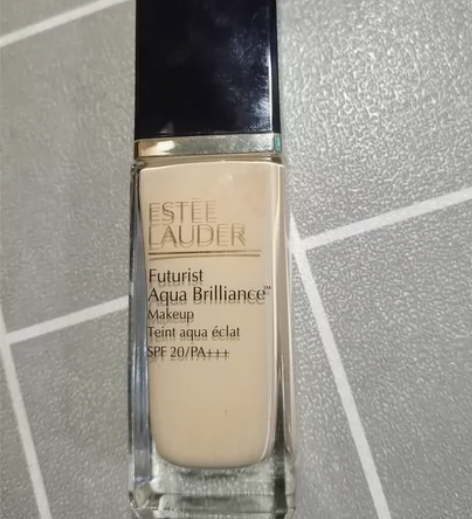 ESTĒE
LAUDER
Futurist
Aqua Brilliance™
Makeup
Teint aqua éclat
SPF 20/PA+++